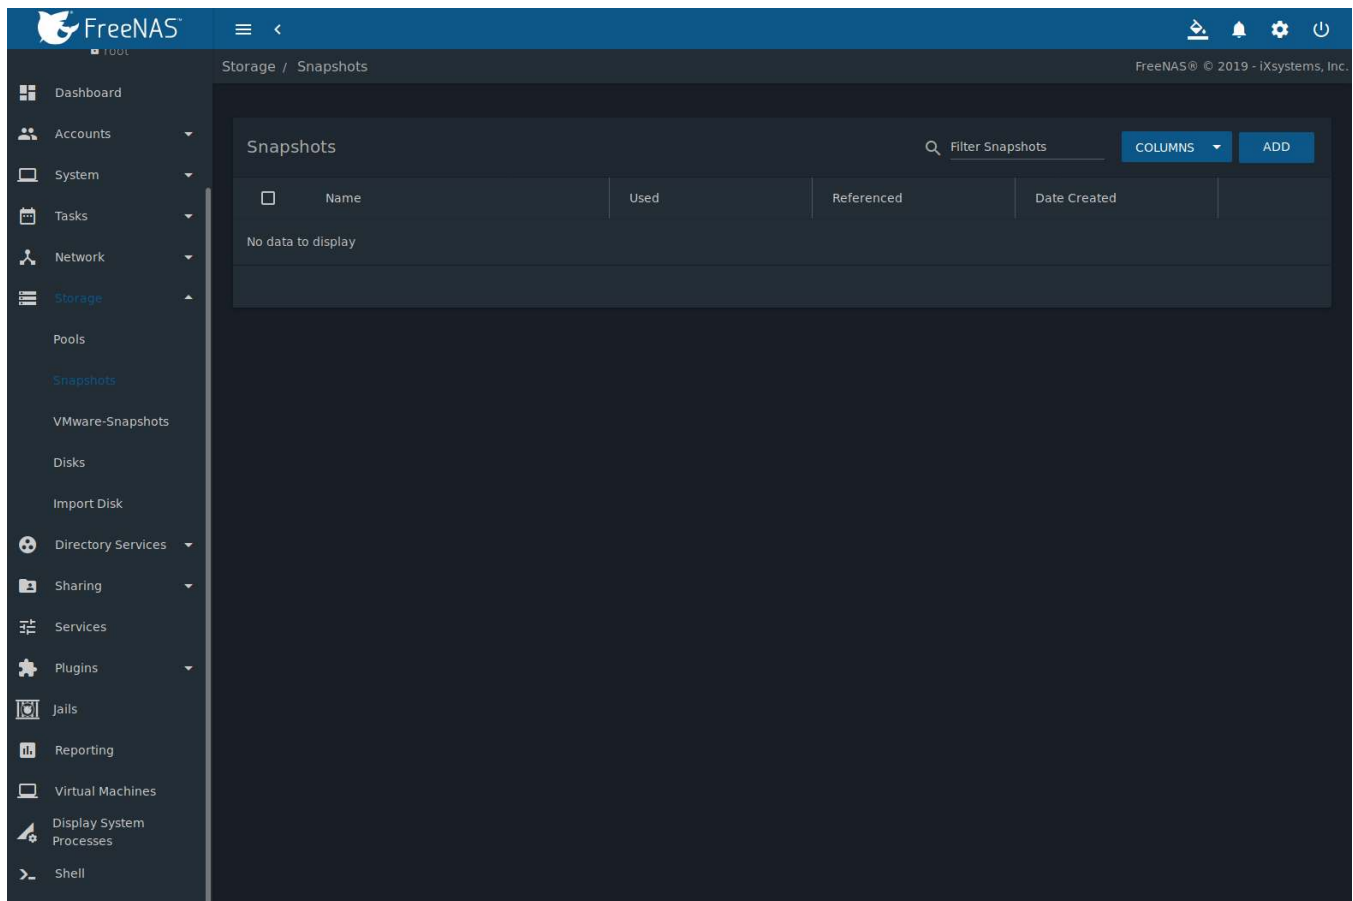 FreeNAS™
root
Storage / Snapshots
FreeNAS® © 2019 - iXsystems, Inc.
Dashboard
Accounts
System
Tasks
Network
Storage
Pools
Snapshots
VMware-Snapshots
Disks
Import Disk
Directory Services
Sharing
Services
Plugins
Jails
Reporting
Virtual Machines
Display System
Processes
Shell
Snapshots
Filter Snapshots
COLUMNS
ADD
Name Used Referenced Date Created
No data to display